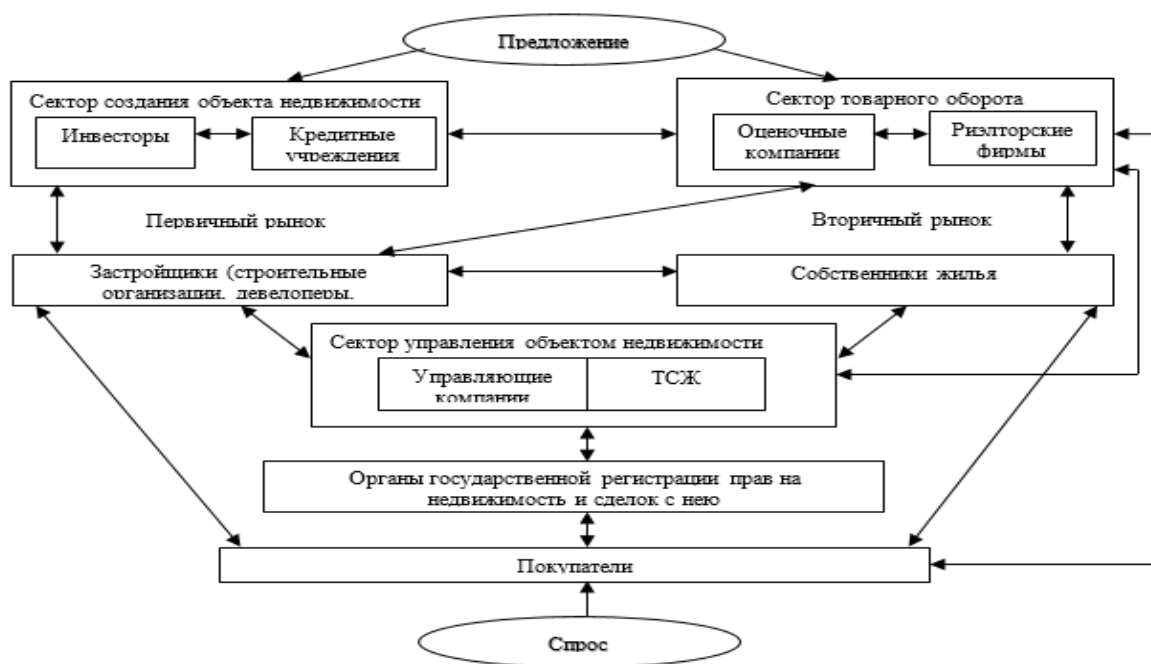 Предложение
Сектор создания объекта недвижимости
Инвесторы
Кредитные
учреждения
Сектор товарного оборота
Оценочные
компании
Риэлторские
фирмы
Первичный рынок
Вторичный рынок
Застройщики (строительные
организации, девелоперы,
Собственники жилья
Сектор управления объектом недвижимости
Управляющие
компании
ТСЖ
Органы государственной регистрации прав на
недвижимость и сделок с нею
Покупатели
Спрос